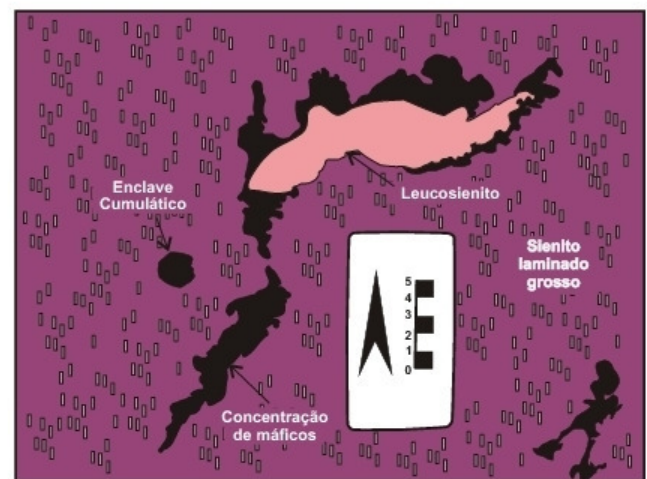 Enclave
Cumulático
Leucosienito
Sienito
laminado
grosso
5
4
3
2
1
0
Concentração
de máficos